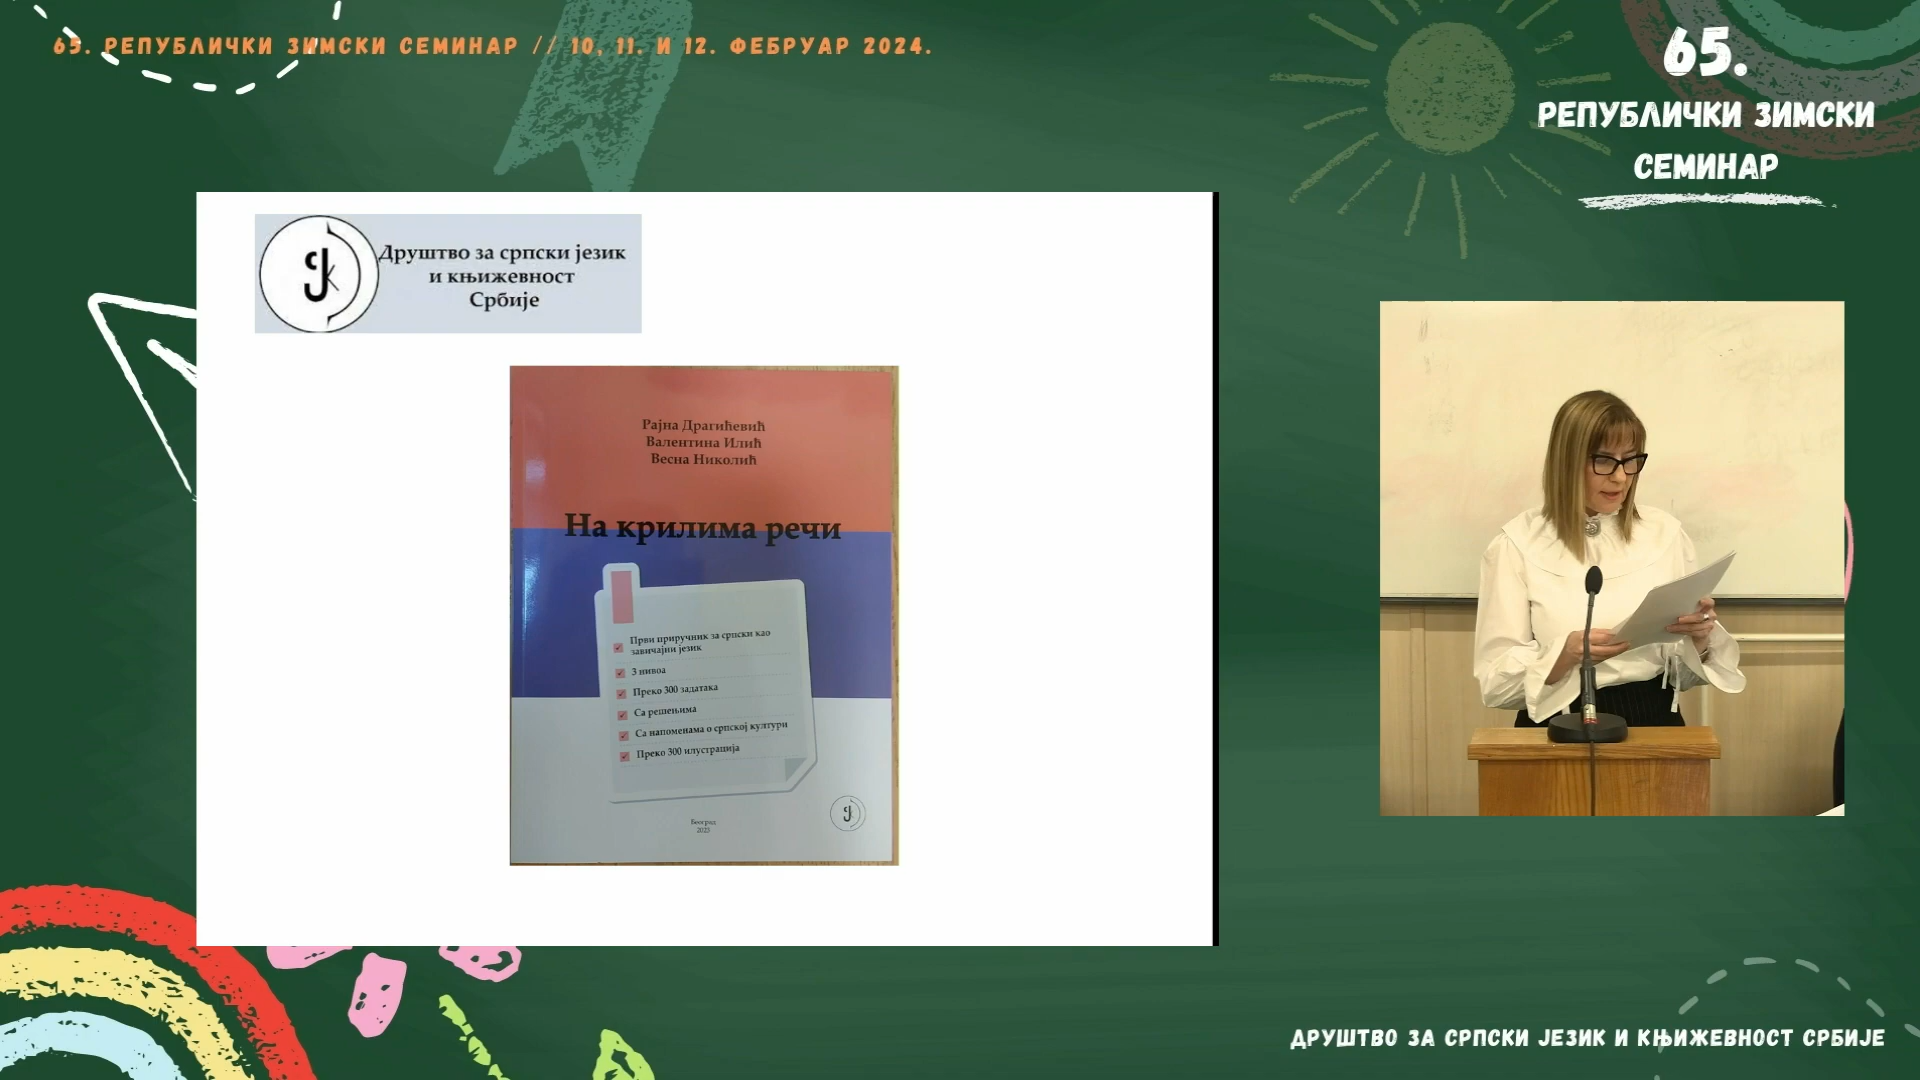 65. РЕПУБЛИЧКИ ЗИМСКИ СЕМИНАР // 10, 11. И 12. ФЕБРУАР 2024.
65.
РЕПУБЛИЧКИ ЗИМСКИ
СЕМИНАР
Друштво за српски језик
и књижевност
Србије
Рајна Драгићевић
Валентина Илић
Весна Николић
На крилима речи
Први приручник за српски као
завичајни језик
3 нивоа
Преко 300 задатака
Са решењима
Са напоменама о српској култури
Преко 300 илустрација
Београд
2023
ДРУШТВО ЗА СРПСКИ ЈЕЗИК И КЊИЖЕВНОСТ СРБИЈЕ